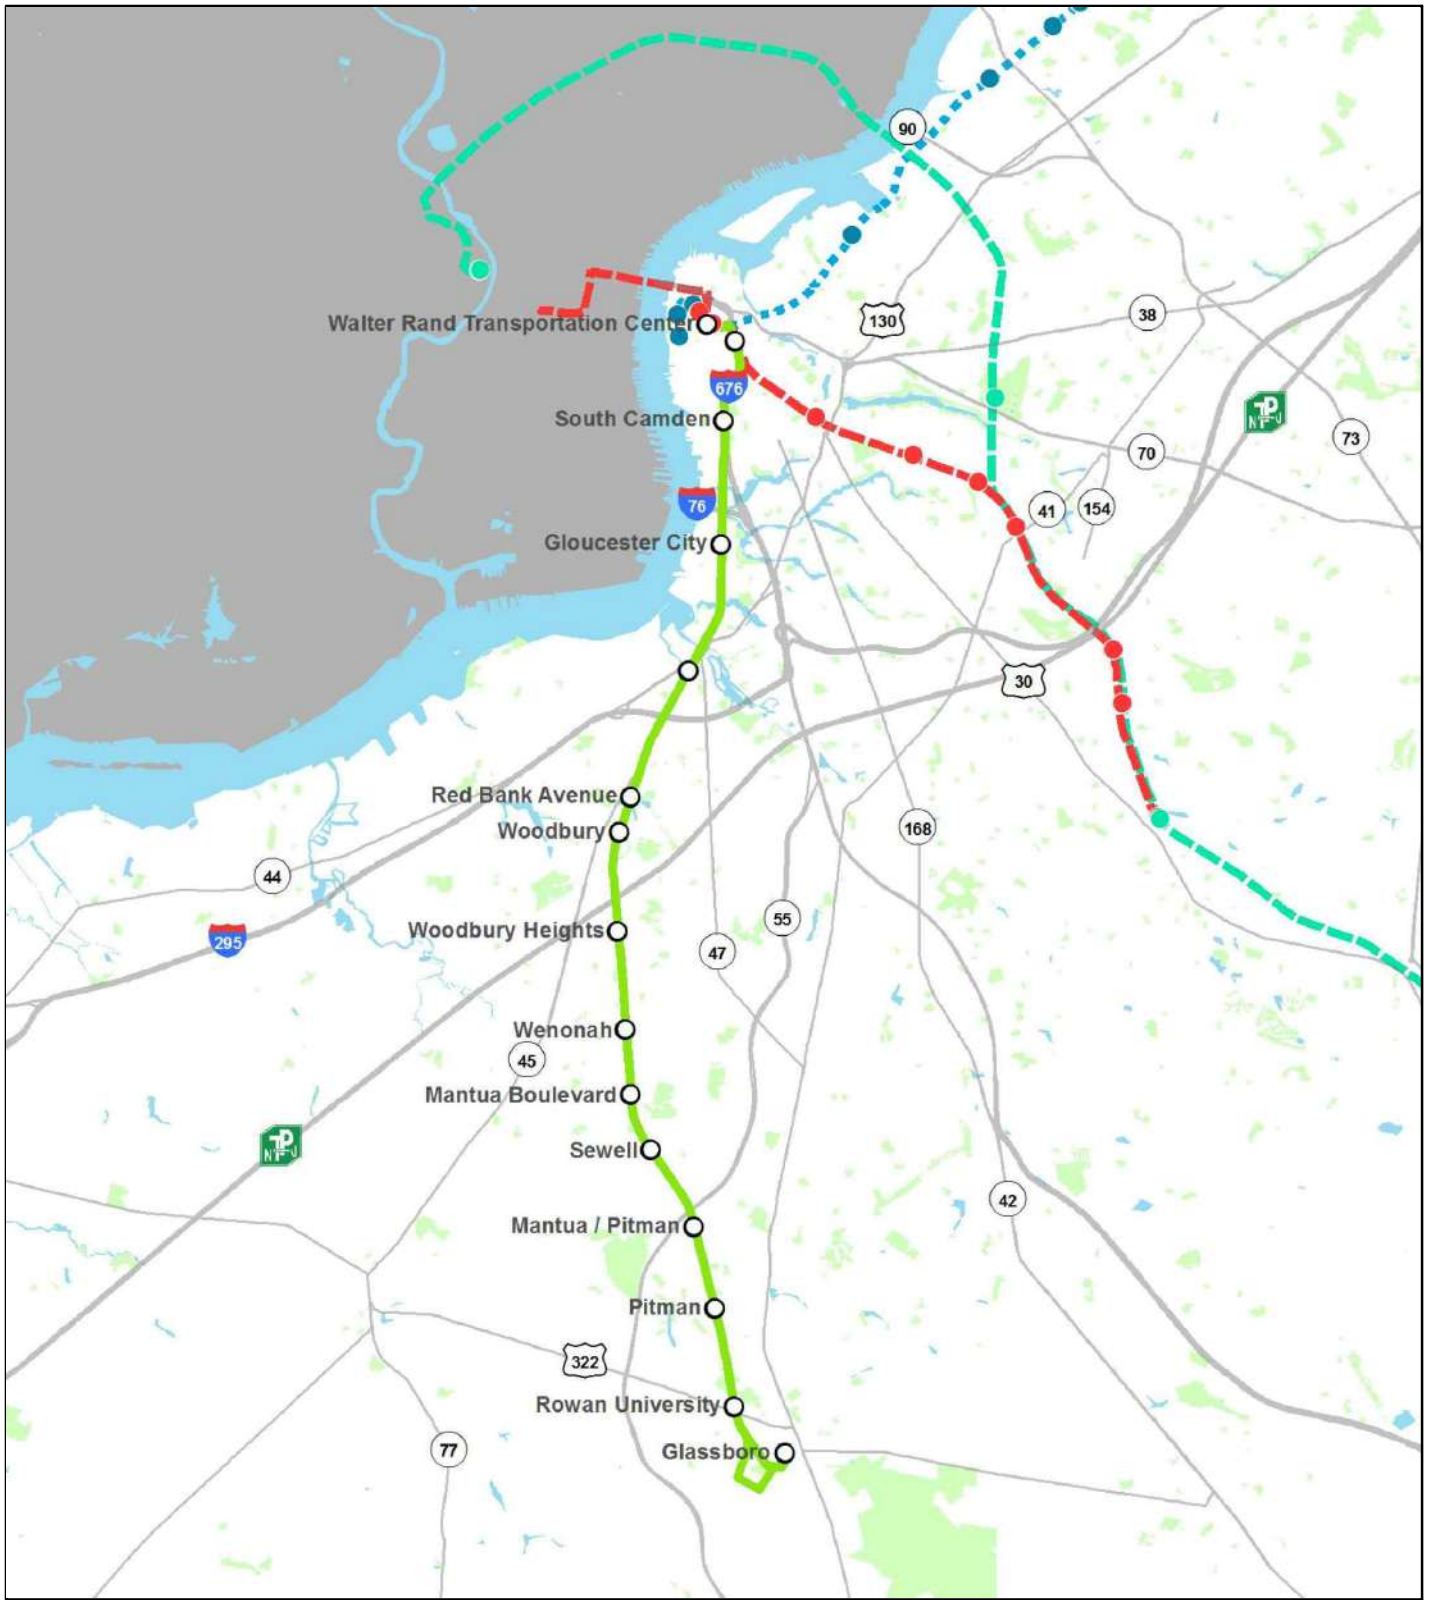 90
Walter Rand Transportation Center
130
38
676
South Camden
NTPJ
73
70
76
41
154
Gloucester City
30
Red Bank Avenue
Woodbury
168
44
55
Woodbury Heights
295
47
Wenonah
45
Mantua Boulevard
NTPJ
Sewell
42
Mantua / Pitman
Pitman
322
Rowan University
77
Glassboro